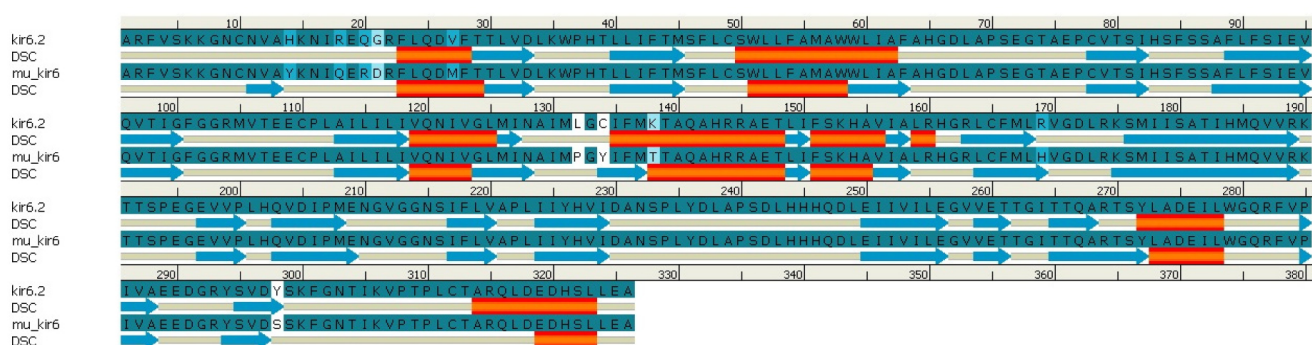 10 20 30 40 50 60 70 80 90
kir6.2 ARFVSKKGNCNVAHKNIREQGRFLQDVFTTLVDLKWPHTLLIFTMSFLCSWLLFAMAWWLIAFAHGDLAPSEGTAEPCVTSIHSFSSAFLFSIEV
DSC
mu_kir6 ARFVSKKGNCNVAYKNIQERDRFLQDMFTTLVDLKWPHTLLIFTMSFLCSWLLFAMAWWLIAFAHGDLAPSEGTAEPCVTSIHSFSSAFLFSIEV
DSC
100 110 120 130 140 150 160 170 180 190
kir6.2 QVTIGFGGRMVTEECPLAILILIVQNIVGLMINAIMLGCIFMKTAQAHRRAETLIFSKHAVIALRHGRLCFMLRVGDLRKSMIISATIHMQVVRK
DSC
mu_kir6 QVTIGFGGRMVTEECPLAILILIVQNIVGLMINAIMPGYIFMTTAQAHRRAETLIFSKHAVIALRHGRLCFMLHVGDLRKSMIISATIHMQVVRK
DSC
200 210 220 230 240 250 260 270 280
kir6.2 TTSPEGEVVPLHQVDIPMENGVGGNSIFLVAPLIIYHVIDANSPLYDLAPSDLHHHQDLEIIVILEGVVETTGITTQARTSYLADEILWGQRFVP
DSC
mu_kir6 TTSPEGEVVPLHQVDIPMENGVGGNSIFLVAPLIIYHVIDANSPLYDLAPSDLHHHQDLEIIVILEGVVETTGITTQARTSYLADEILWGQRFVP
DSC
290 300 310 320 330 340 350 360 370 380
kir6.2 IVAEEDGRYSVDYSKFGNTIKVPTPLCTARQLDEDHSLLEA
DSC
mu_kir6 IVAEEDGRYSVDSSKFGNTIKVPTPLCTARQLDEDHSLLEA
DSC